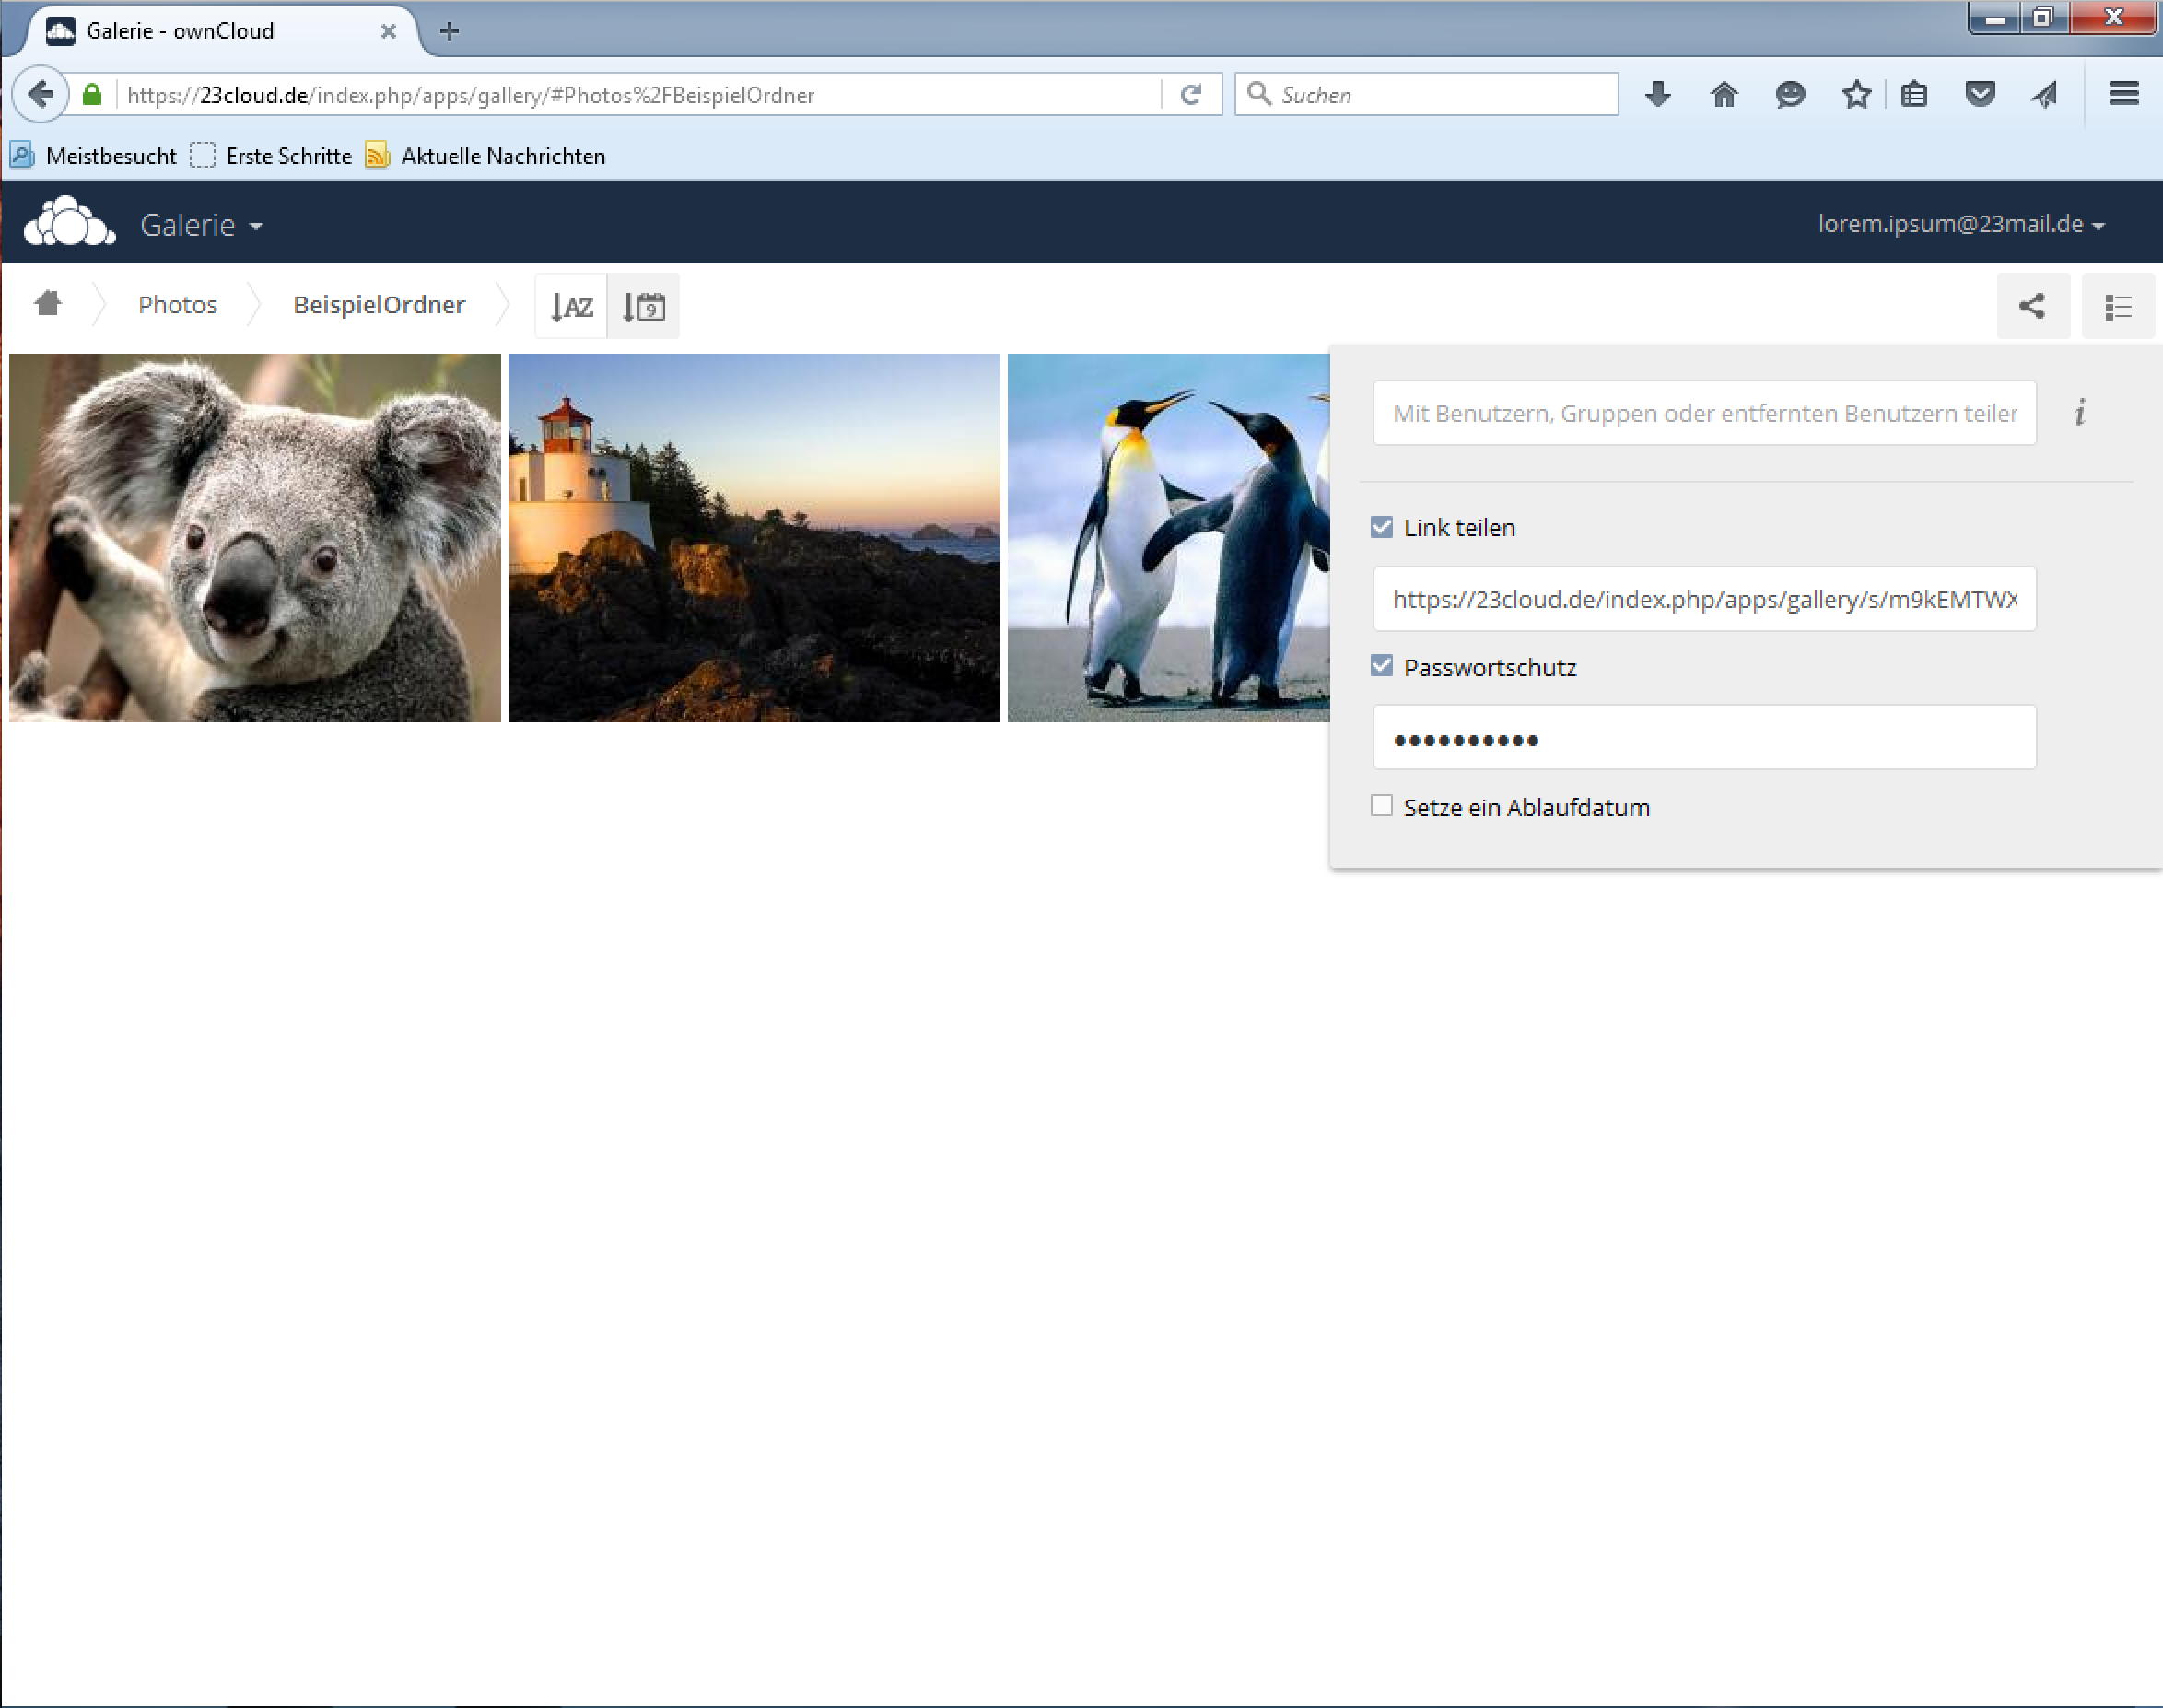 Galerie - ownCloud
https://23cloud.de/index.php/apps/gallery/#Photos%2FBeispielOrdner
Suchen
Meistbesucht Erste Schritte Aktuelle Nachrichten
Galerie
lorem.ipsum@23mail.de
Photos BeispielOrdner AZ 9
Mit Benutzern, Gruppen oder entfernten Benutzern teilen
i
Link teilen
https://23cloud.de/index.php/apps/gallery/s/m9kEMTWX
Passwortschutz
Setze ein Ablaufdatum